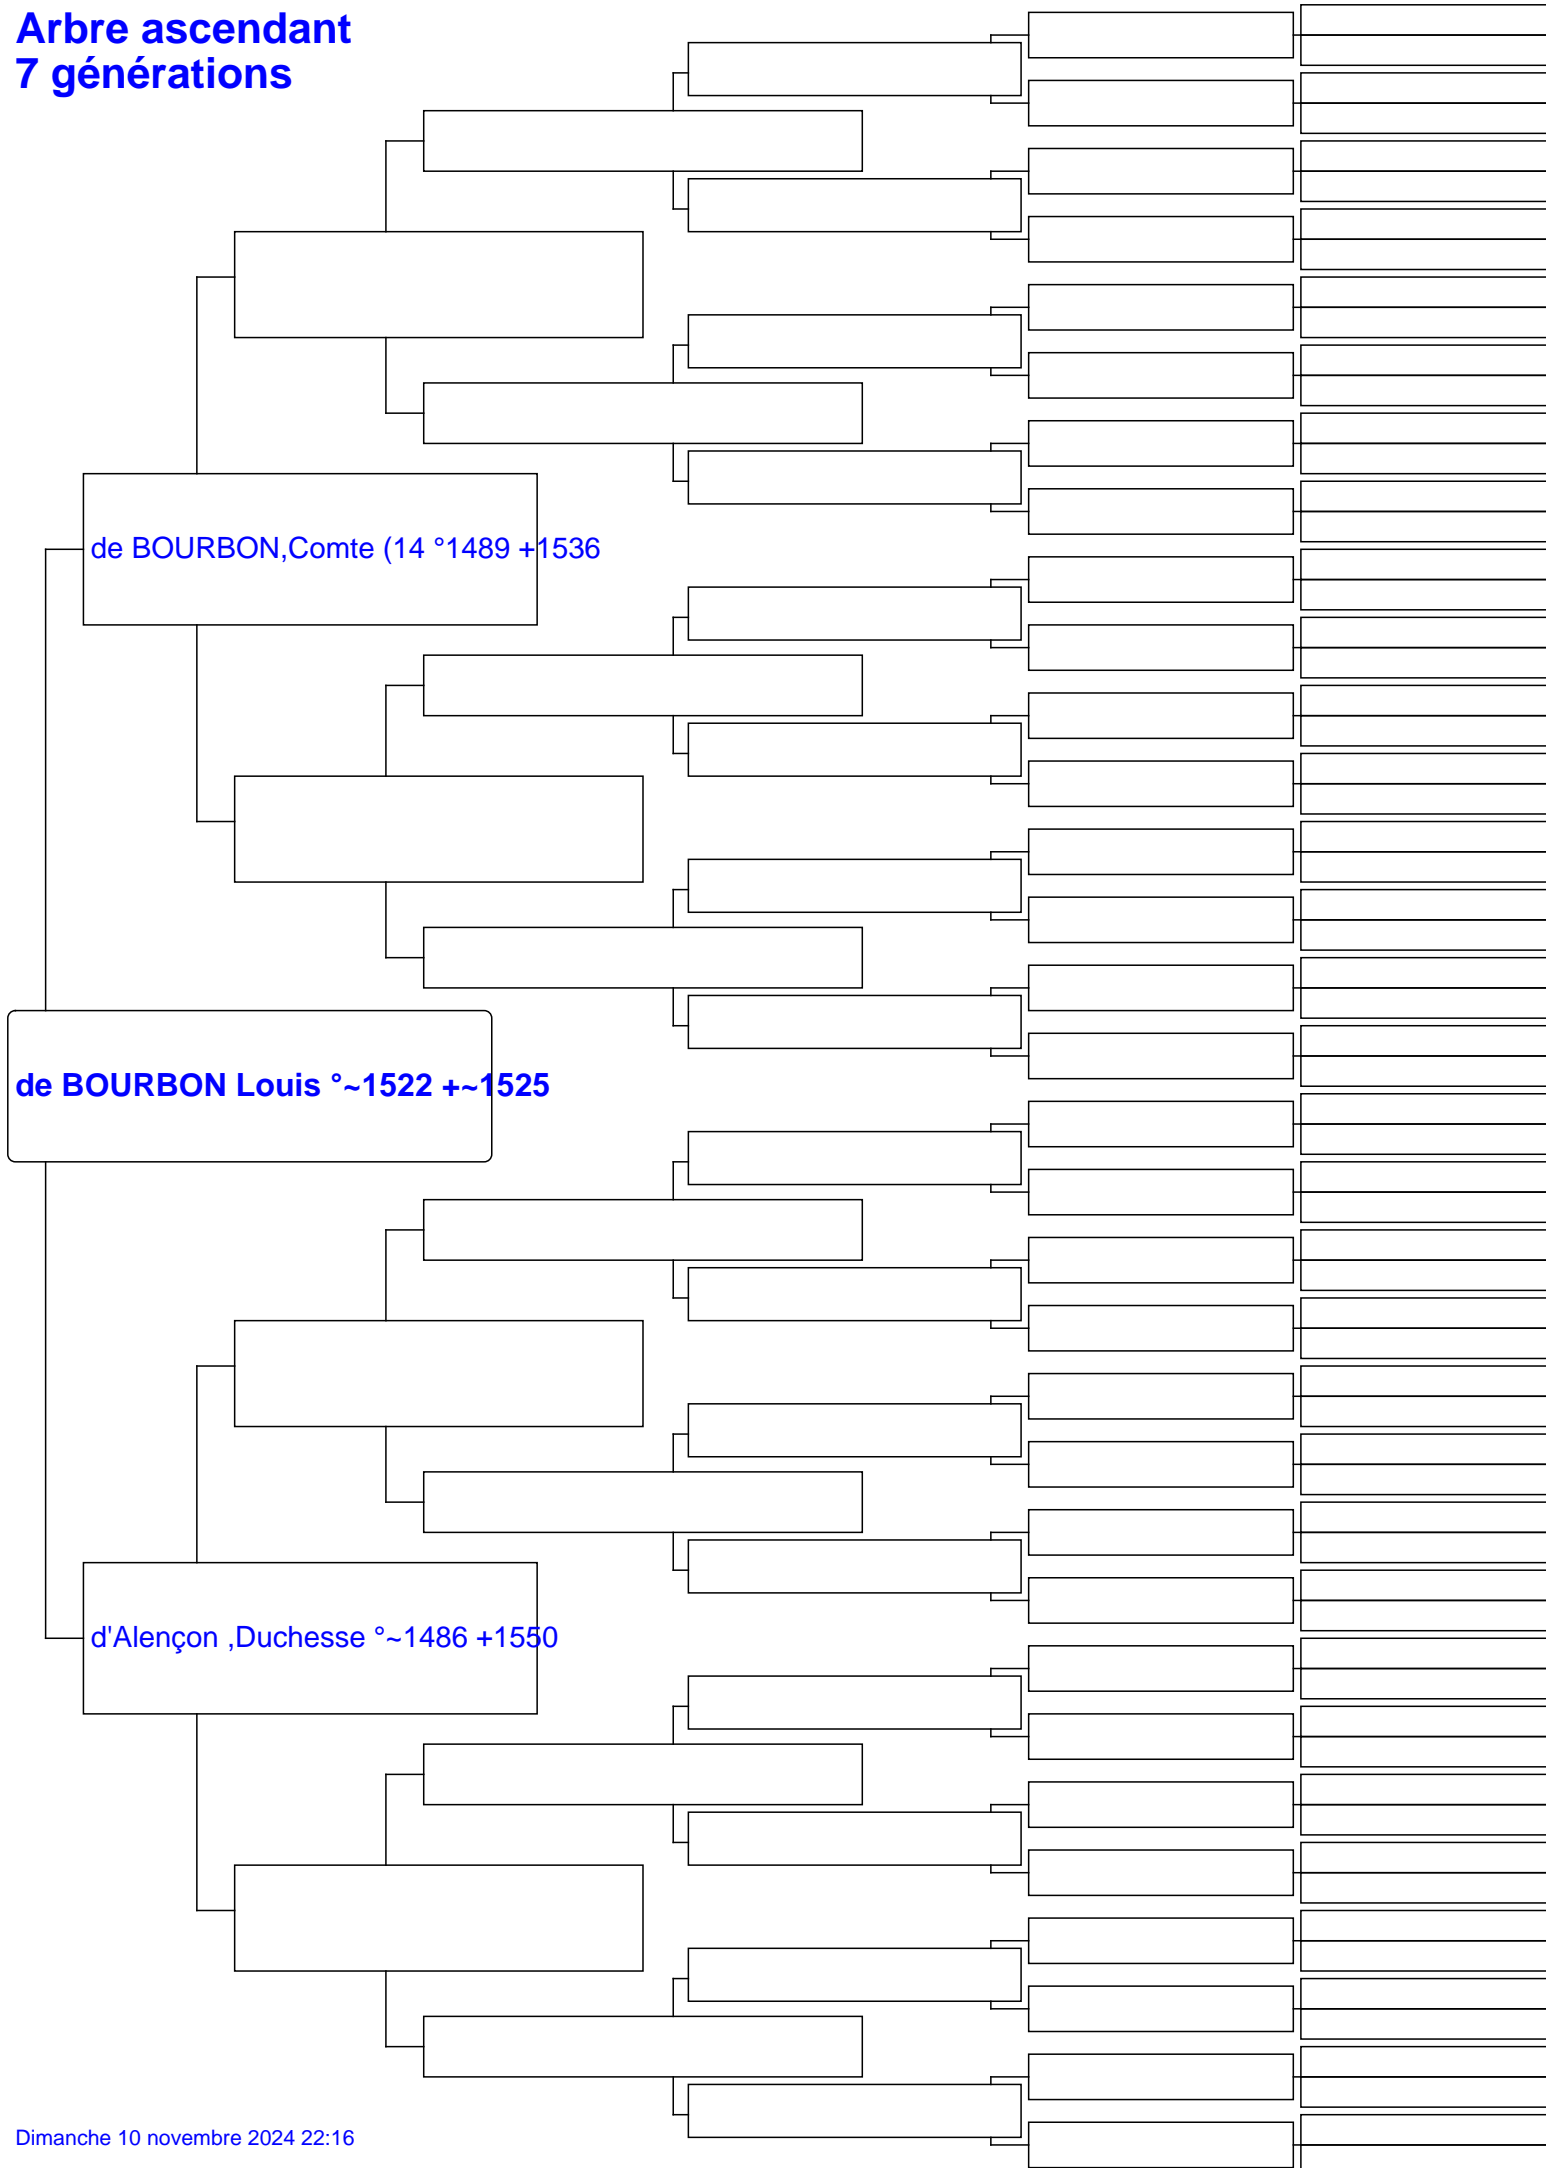 Arbre ascendant
7 générations
de BOURBON,Comte (14 °1489 +1536
de BOURBON Louis °~1522 +~1525
d'Alençon ,Duchesse °~1486 +1550
Dimanche 10 novembre 2024 22:16